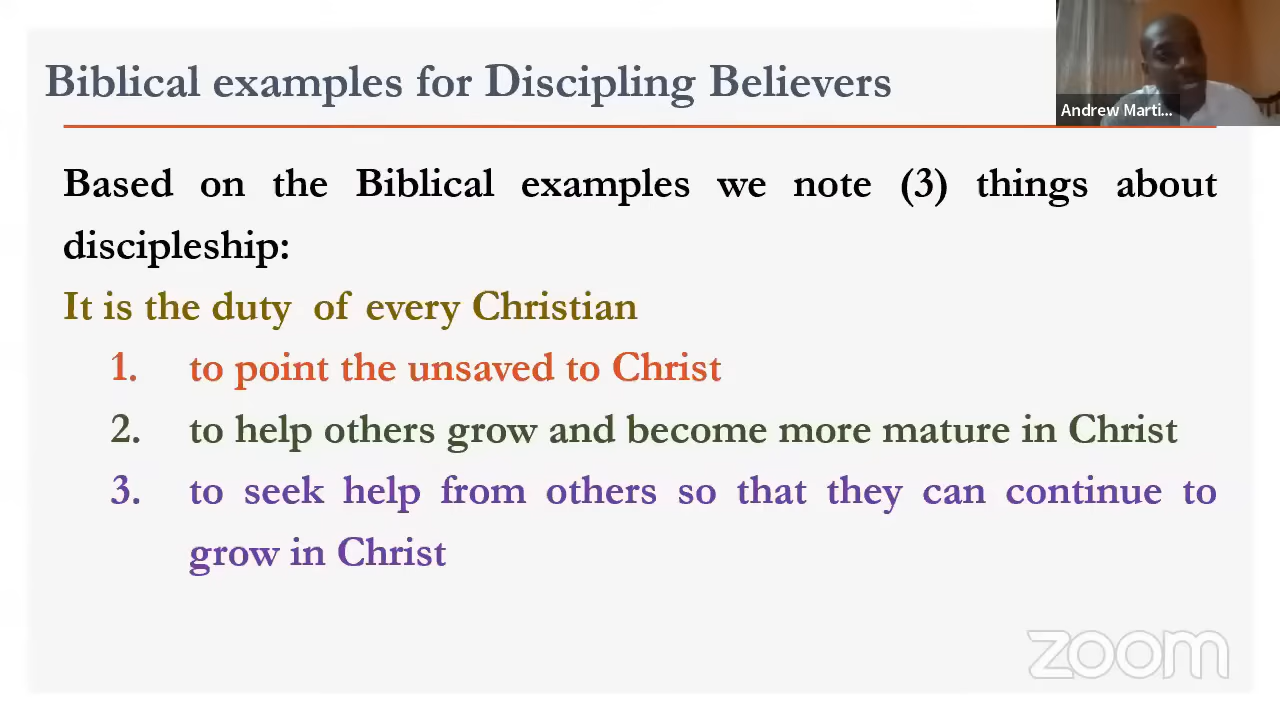 Biblical examples for Discipling Believers
Andrew Marti...
Based on the Biblical examples we note (3) things about
discipleship:
It is the duty of every Christian
1. to point the unsaved to Christ
2. to help others grow and become more mature in Christ
3. to seek help from others so that they can continue to
grow in Christ
zoom